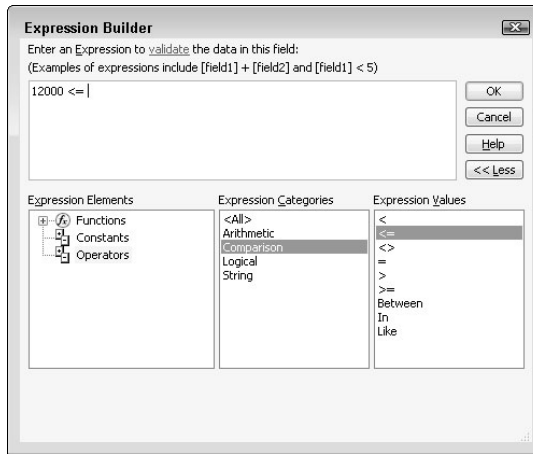 Expression Builder
Enter an Expression to validate the data in this field:
(Examples of expressions include [field1] + [field2] and [field1] < 5)
12000 <=
OK
Cancel
Help
<< Less
Expression Elements
Functions
Constants
Operators
Expression Categories
<All>
Arithmetic
Comparison
Logical
String
Expression Values
<
<=
<>
=
>
>=
Between
In
Like